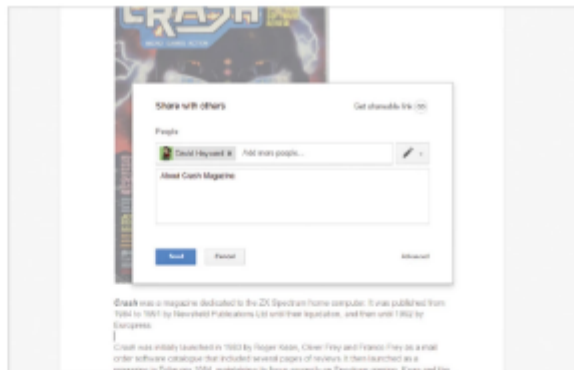 CRASH
Share with others
Get shareable link
People
David Hayward x Add more people...
About Crash Magazine
Send Cancel Advanced
Crash was a magazine dedicated to the ZX Spectrum home computer. It was published from
1984 to 1991 by Newsfield Publications Ltd until their liquidation, and then until 1992 by
Europress.
Crash was initially launched in 1983 by Roger Kean, Oliver Frey and Franco Frey as a mail
order software catalogue that included several pages of reviews. It then launched as a
magazine in